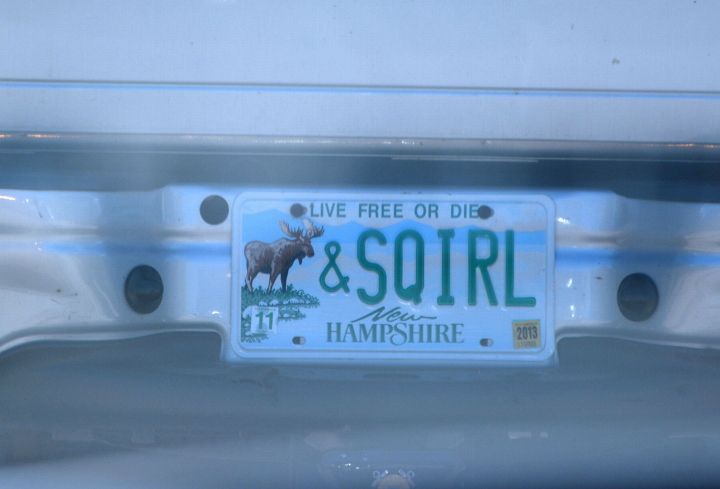 LIVE FREE OR DIE
&SQIRL
11
New
HAMPSHIRE
2013